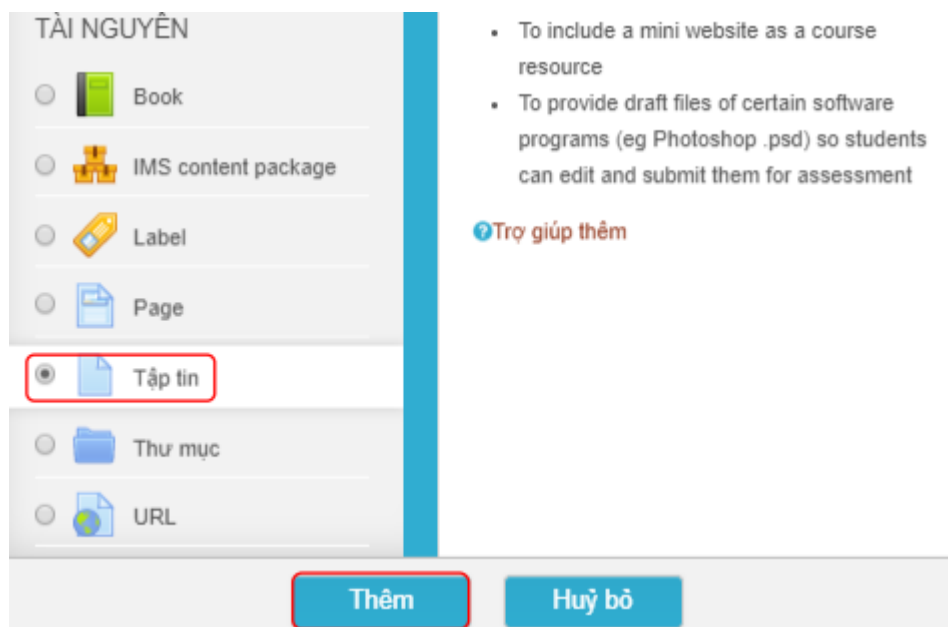 TÀI NGUYÊN
Book
IMS content package
Label
Page
Tập tin
Thư mục
URL
To include a mini website as a course
resource
To provide draft files of certain software
programs (eg Photoshop .psd) so students
can edit and submit them for assessment
Trợ giúp thêm
Thêm
Huỷ bỏ